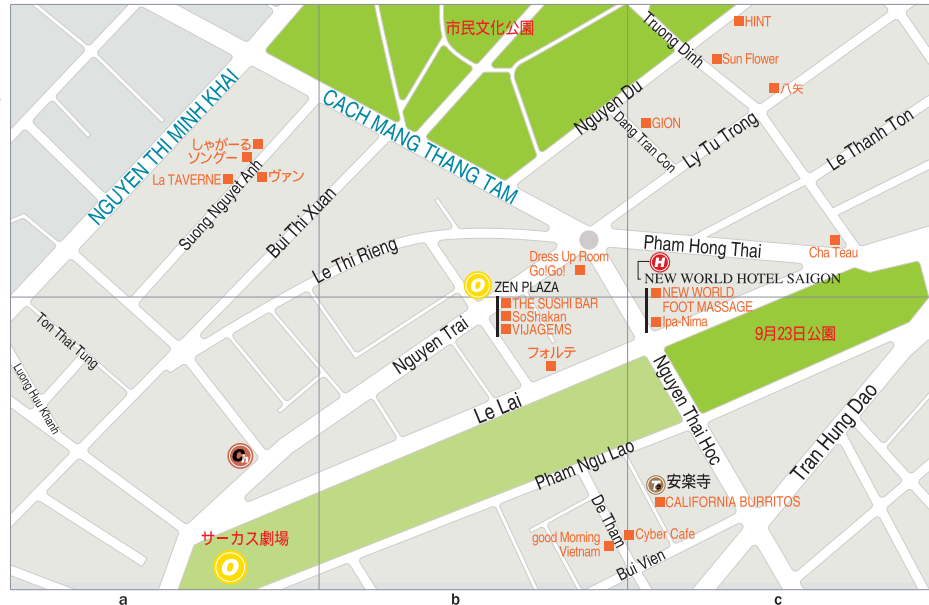 市民文化公園
HINT
Truong Dinh
Sun Flower
八矢
NGUYEN THI MINH KHAI
CACH MANG THANG TAM
Nguyen Du
GION
Dang Tran Con
Ly Tu Trong
Le Thanh Ton
しゃがーる
ソングー
La TAVERNE
ヴァン
Suong Nguyet Anh
Bui Thi Xuan
Le Thi Rieng
Dress Up Room
Go!Go!
Pham Hong Thai
Cha Teau
H
NEW WORLD HOTEL SAIGON
O
ZEN PLAZA
THE SUSHI BAR
SoShakan
VIJAGEMS
NEW WORLD
FOOT MASSAGE
Ipa-Nima
9月23日公園
Ton That Tung
Nguyen Trai
フォルテ
Luong Huu Khanh
Le Lai
Nguyen Thai Hoc
Tran Hung Dao
Ch
Pham Ngu Lao
Te
安楽寺
CALIFORNIA BURRITOS
De Tham
サーカス劇場
O
good Morning
Vietnam
Cyber Cafe
Bui Vien
a
b
c